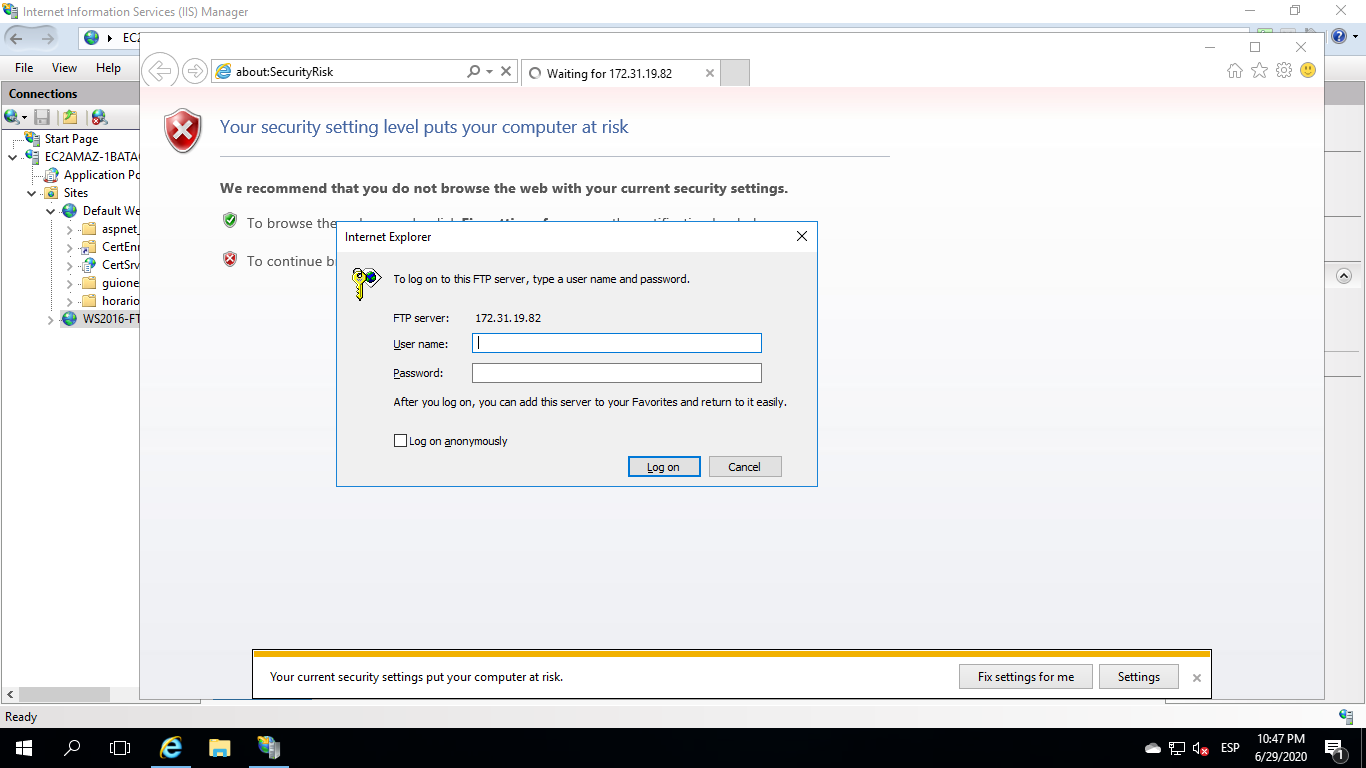 Internet Information Services (IIS) Manager
EC2
File View Help
Connections
Start Page
EC2AMAZ-1BATA
Application Po
Sites
Default We
aspnet_
CertEnr
CertSrv
guione
horario
WS2016-FT
about:SecurityRisk
Waiting for 172.31.19.82
Your security setting level puts your computer at risk
We recommend that you do not browse the web with your current security settings.
To browse the
To continue b
Internet Explorer
To log on to this FTP server, type a user name and password.
FTP server: 172.31.19.82
User name:
Password:
After you log on, you can add this server to your Favorites and return to it easily.
Log on anonymously
Log on Cancel
Your current security settings put your computer at risk.
Fix settings for me Settings
Ready
ESP
10:47 PM
6/29/2020
1